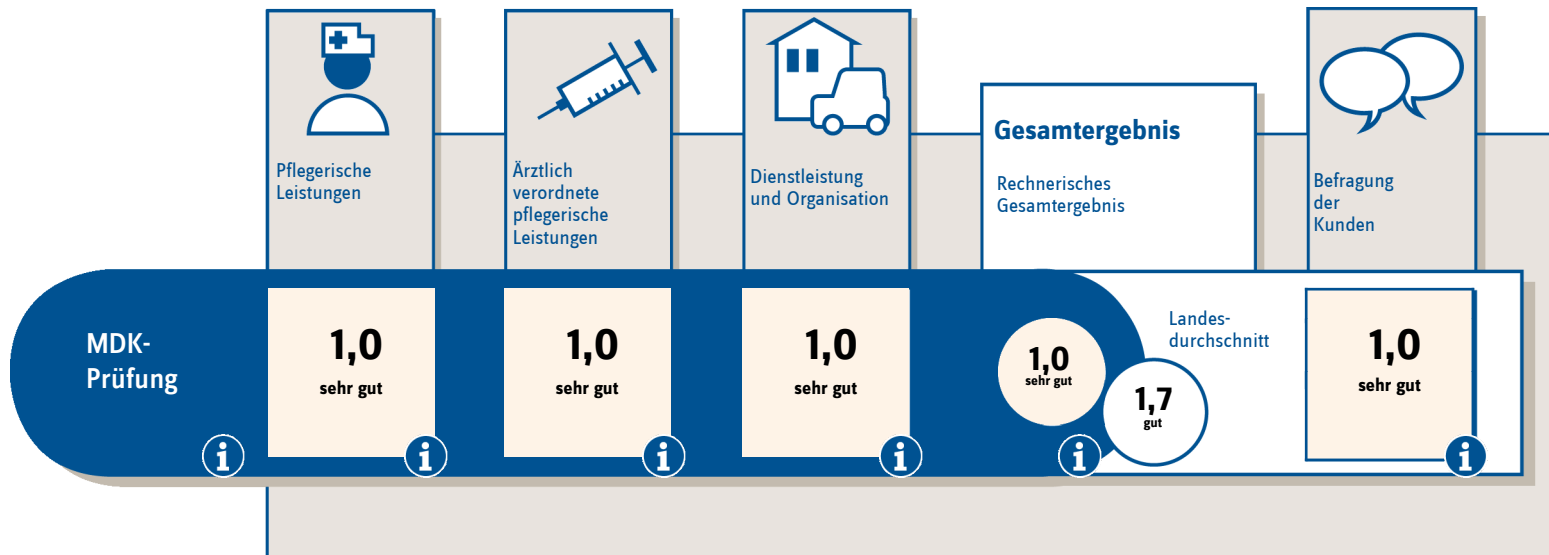 Pflegerische
Leistungen
Ärztlich
verordnete
pflegerische
Leistungen
Dienstleistung
und Organisation
Gesamtergebnis
Rechnerisches
Gesamtergebnis
Befragung
der
Kunden
MDK-
Prüfung
1,0
sehr gut
1,0
sehr gut
1,0
sehr gut
1,0
sehr gut
Landes-
durchschnitt
1,7
gut
1,0
sehr gut
i
i
i
i
i
i